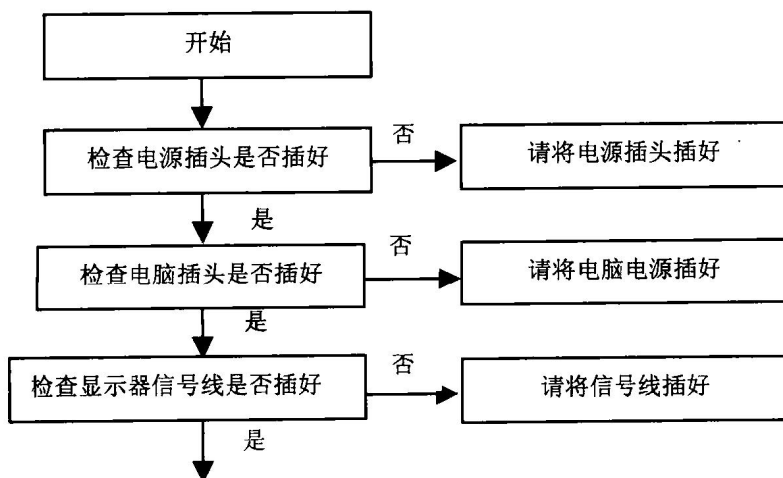 开始
否
检查电源插头是否插好
请将电源插头插好
是
否
检查电脑插头是否插好
请将电脑电源插好
是
否
检查显示器信号线是否插好
请将信号线插好
是